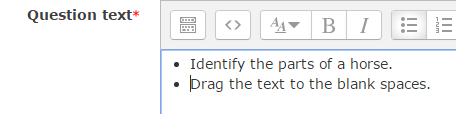 Question text*
• Identify the parts of a horse.
• Drag the text to the blank spaces.